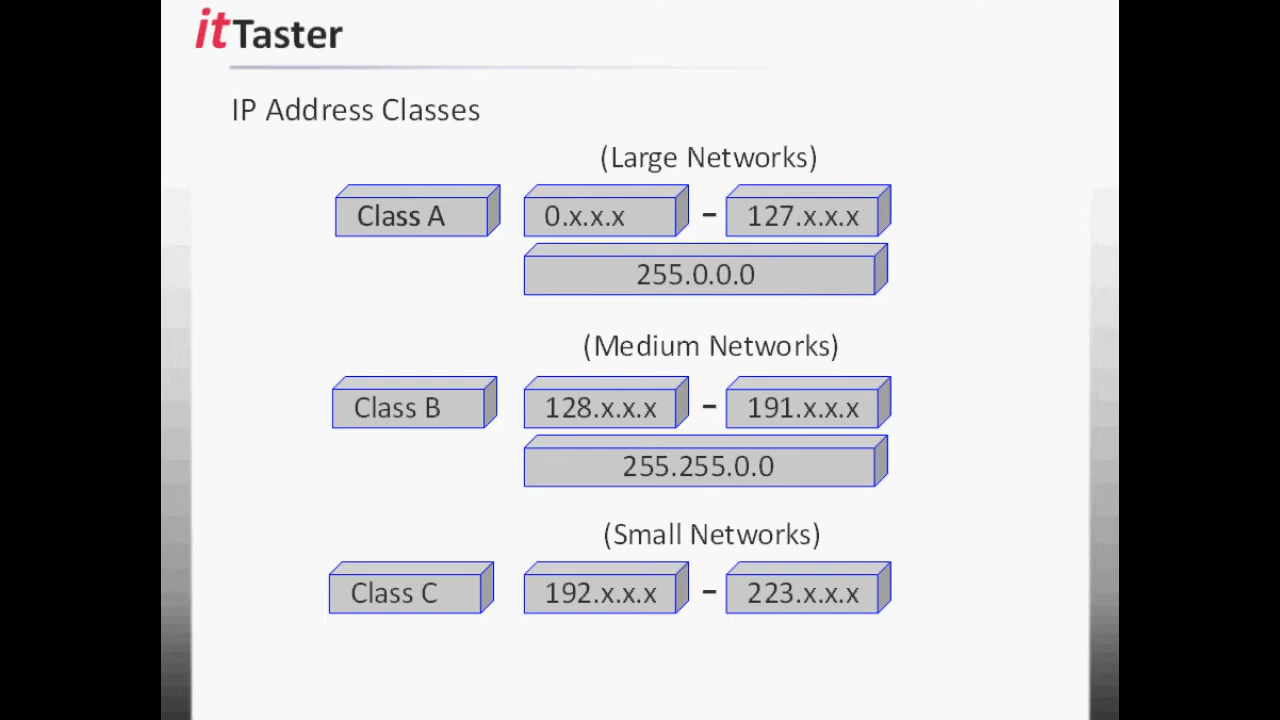 itTaster
IP Address Classes
(Large Networks)
Class A 0.x.x.x - 127.x.x.x
255.0.0.0
(Medium Networks)
Class B 128.x.x.x - 191.x.x.x
255.255.0.0
(Small Networks)
Class C 192.x.x.x - 223.x.x.x